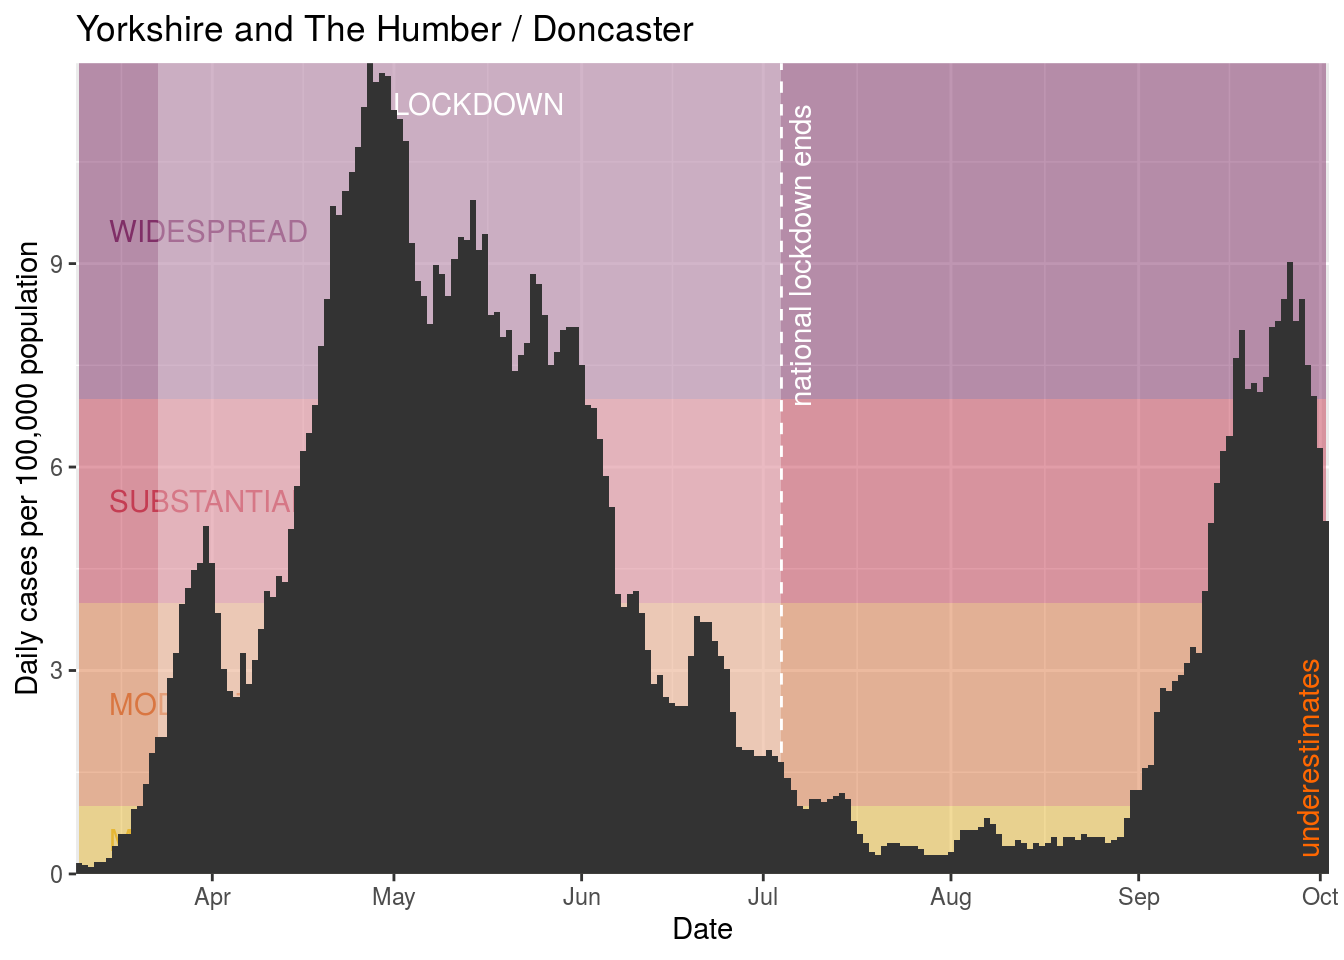 Yorkshire and The Humber / Doncaster
LOCKDOWN
national lockdown ends
WIDESPREAD
SUBSTANTIA
MOD
underestimates
Daily cases per 100,000 population
9
6
3
0
Apr
May
Jun
Jul
Aug
Sep
Oct
Date